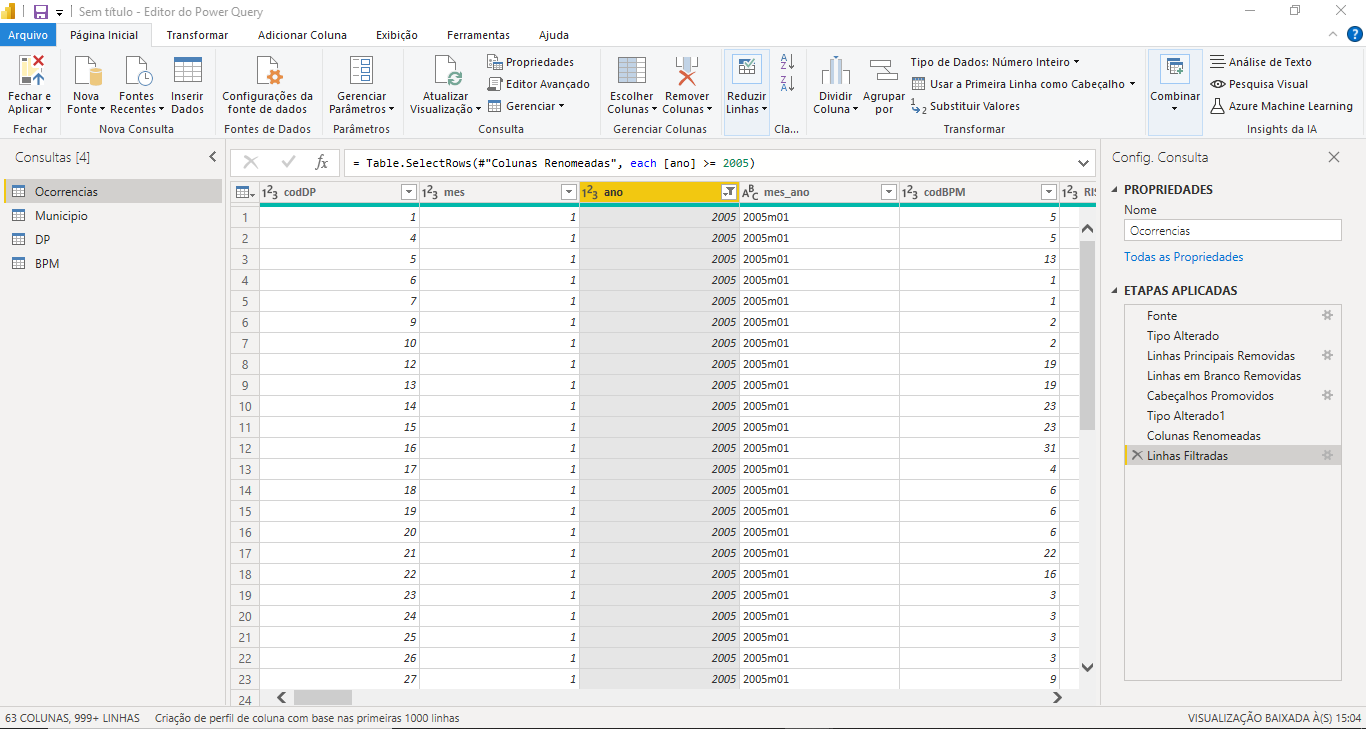 Sem título - Editor do Power Query
Arquivo
Página Inicial
Transformar
Adicionar Coluna
Exibição
Ferramentas
Ajuda
Fechar e Aplicar
Fechar
Nova Fonte
Fontes Recentes
Inserir Dados
Nova Consulta
Configurações da fonte de dados
Fontes de Dados
Gerenciar Parâmetros
Parâmetros
Atualizar Visualização
Propriedades
Editor Avançado
Gerenciar
Consulta
Escolher Colunas
Remover Colunas
Gerenciar Colunas
Reduzir Linhas
Cla...
Dividir Coluna
Agrupar por
Tipo de Dados: Número Inteiro
Usar a Primeira Linha como Cabeçalho
Substituir Valores
Transformar
Combinar
Análise de Texto
Pesquisa Visual
Azure Machine Learning
Insights da IA
Consultas [4]
Ocorrencias
Municipio
DP
BPM
fx
= Table.SelectRows(#"Colunas Renomeadas", each [ano] >= 2005)
123 codDP 123 mes 123 ano ABC mes_ano 123 codBPM 123 RIS
1 1 1 2005 2005m01 5
2 4 1 2005 2005m01 5
3 5 1 2005 2005m01 13
4 6 1 2005 2005m01 1
5 7 1 2005 2005m01 1
6 9 1 2005 2005m01 2
7 10 1 2005 2005m01 2
8 12 1 2005 2005m01 19
9 13 1 2005 2005m01 19
10 14 1 2005 2005m01 23
11 15 1 2005 2005m01 23
12 16 1 2005 2005m01 31
13 17 1 2005 2005m01 4
14 18 1 2005 2005m01 6
15 19 1 2005 2005m01 6
16 20 1 2005 2005m01 6
17 21 1 2005 2005m01 22
18 22 1 2005 2005m01 16
19 23 1 2005 2005m01 3
20 24 1 2005 2005m01 3
21 25 1 2005 2005m01 3
22 26 1 2005 2005m01 3
23 27 1 2005 2005m01 9
24
Config. Consulta
PROPRIEDADES
Nome
Ocorrencias
Todas as Propriedades
ETAPAS APLICADAS
Fonte
Tipo Alterado
Linhas Principais Removidas
Linhas em Branco Removidas
Cabeçalhos Promovidos
Tipo Alterado1
Colunas Renomeadas
Linhas Filtradas
63 COLUNAS, 999+ LINHAS
Criação de perfil de coluna com base nas primeiras 1000 linhas
VISUALIZAÇÃO BAIXADA À(S) 15:04